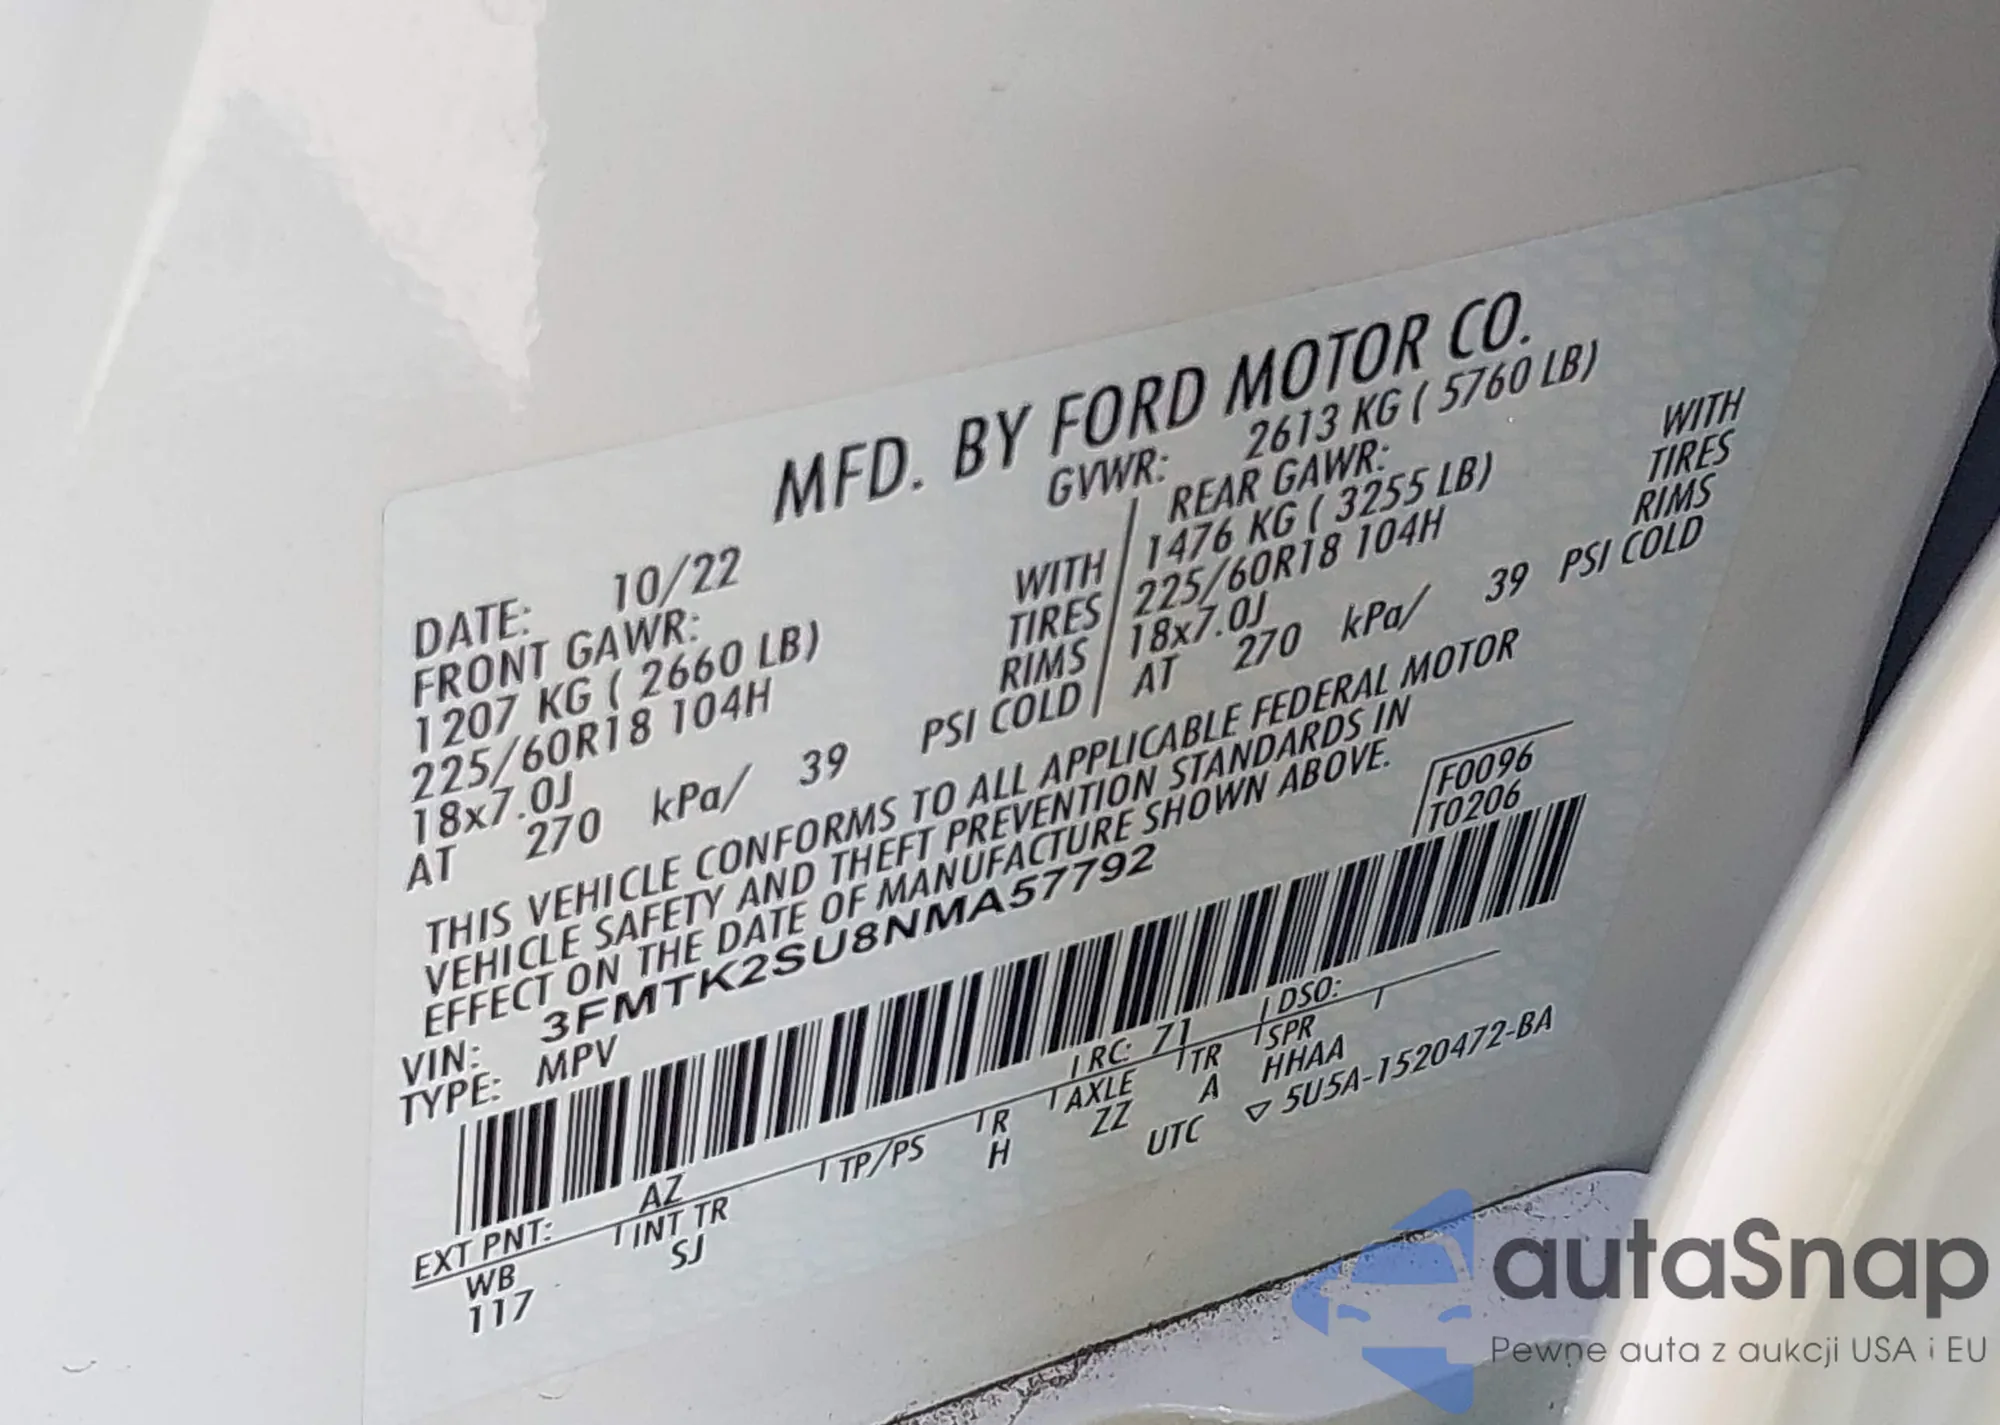 MFD. BY FORD MOTOR CO.
DATE: 10/22 GVWR: 2613 KG ( 5760 LB)
FRONT GAWR: REAR GAWR:
1207 KG ( 2660 LB) WITH 1476 KG ( 3255 LB) WITH
225/60R18 104H TIRES 225/60R18 104H TIRES
18x7.0J RIMS 18x7.0J RIMS
AT 270 kPa/ 39 PSI COLD AT 270 kPa/ 39 PSI COLD
THIS VEHICLE CONFORMS TO ALL APPLICABLE FEDERAL MOTOR
VEHICLE SAFETY AND THEFT PREVENTION STANDARDS IN
EFFECT ON THE DATE OF MANUFACTURE SHOWN ABOVE.
VIN: 3FMTK2SU8NMA57792 F0096
TYPE: MPV T0206
EXT PNT: AZ RC: 71 DSO:
WB INT TR TP/PS R AXLE TR SPR
117 SJ H ZZ A HHAA
UTC ▽ 5U5A-1520472-BA
autaSnap
Pewne auta z aukcji USA i EU